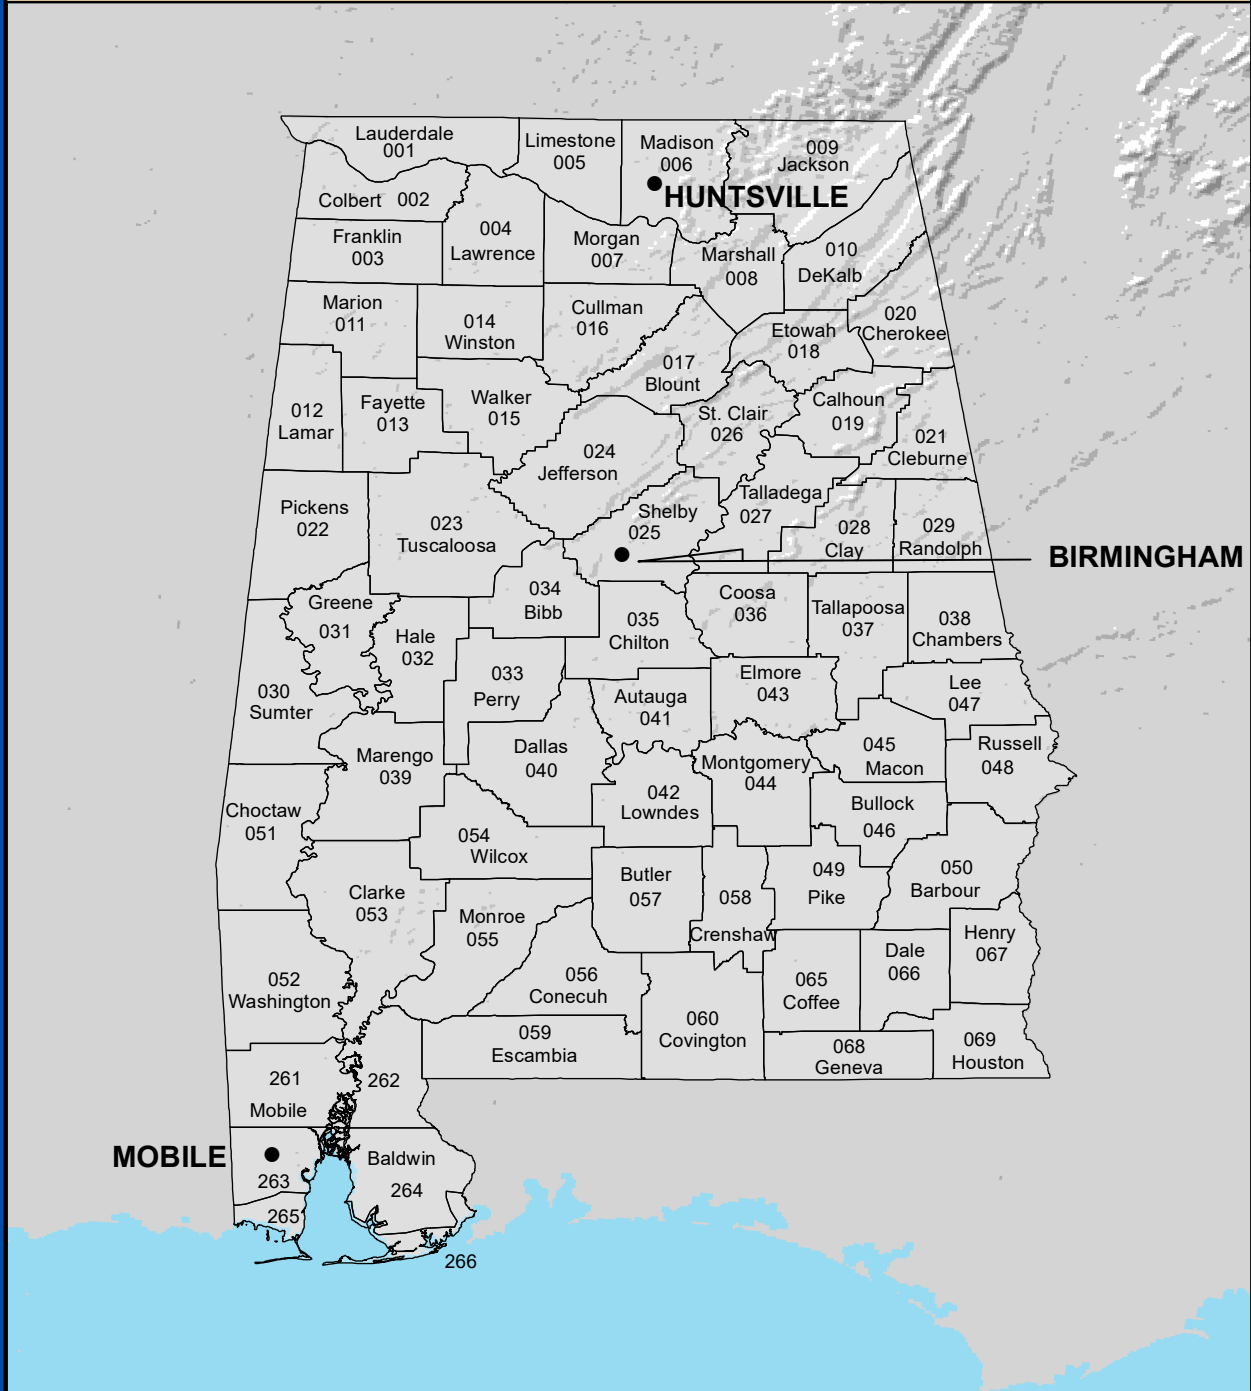 Lauderdale
001
Limestone
005
Madison
006
009
Jackson
HUNTSVILLE
Colbert 002
Franklin
003
004
Lawrence
Morgan
007
Marshall
008
010
DeKalb
Marion
011
014
Winston
Cullman
016
Etowah
018
020
Cherokee
017
Blount
012
Lamar
Fayette
013
Walker
015
St. Clair
026
Calhoun
019
021
Cleburne
024
Jefferson
Pickens
022
023
Tuscaloosa
Shelby
025
Talladega
027
028
Clay
029
Randolph
BIRMINGHAM
Greene
031
Hale
032
034
Bibb
035
Chilton
Coosa
036
Tallapoosa
037
038
Chambers
030
Sumter
033
Perry
Autauga
041
Elmore
043
Lee
047
Marengo
039
Dallas
040
Montgomery
044
045
Macon
Russell
048
Choctaw
051
042
Lowndes
Bullock
046
054
Wilcox
Clarke
053
Monroe
055
Butler
057
058
Crenshaw
049
Pike
050
Barbour
Henry
067
052
Washington
056
Conecuh
065
Coffee
Dale
066
059
Escambia
060
Covington
068
Geneva
069
Houston
261
Mobile
262
MOBILE
263
Baldwin
264
265
266